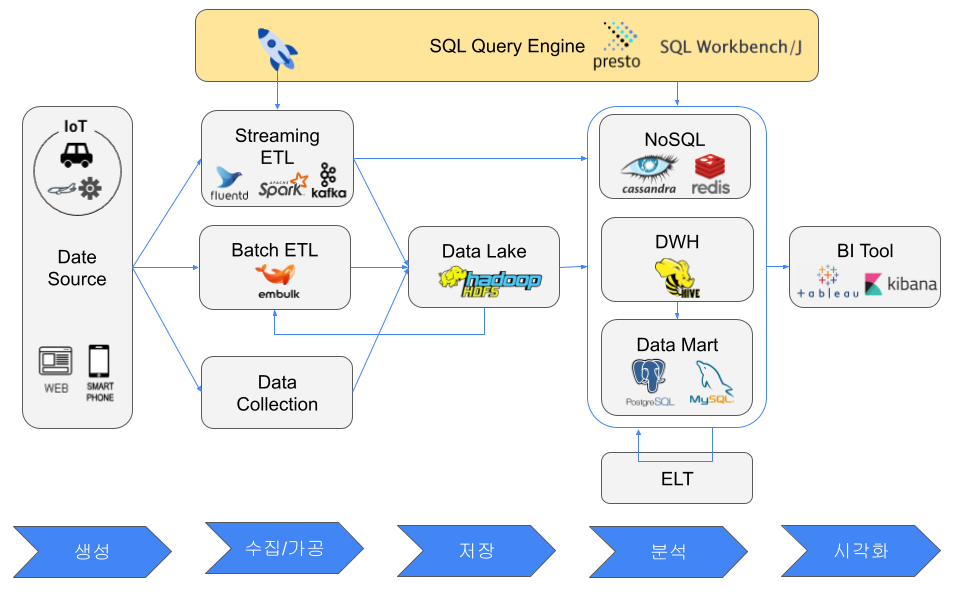 SQL Query Engine
presto
SQL Workbench/J
IoT
Date
Source
WEB
SMART
PHONE
Streaming
ETL
fluentd
APACHE
Spark
kafka
Batch ETL
embulk
Data
Collection
Data Lake
hadoop
HDFS
NoSQL
cassandra
redis
DWH
HIVE
Data Mart
PostgreSQL
MySQL
ELT
BI Tool
+ableau
kibana
생성
수집/가공
저장
분석
시각화